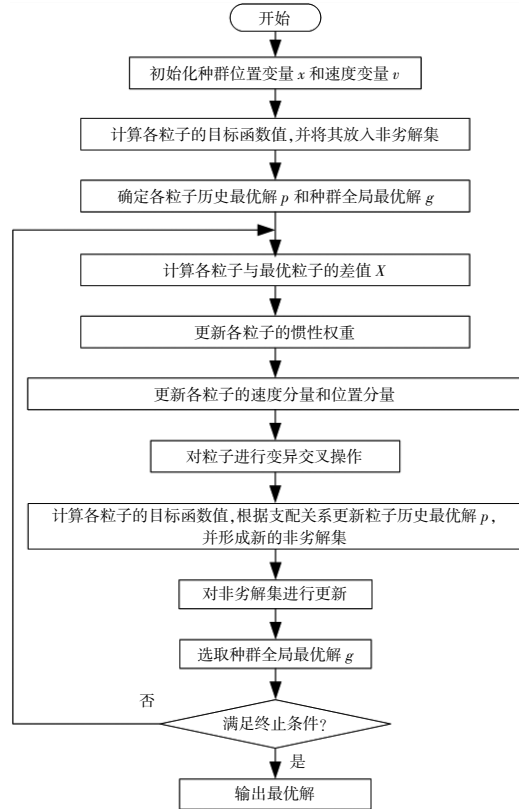 开始
初始化种群位置变量 x 和速度变量 v
计算各粒子的目标函数值,并将其放入非劣解集
确定各粒子历史最优解 p 和种群全局最优解 g
计算各粒子与最优粒子的差值 X
更新各粒子的惯性权重
更新各粒子的速度分量和位置分量
对粒子进行变异交叉操作
计算各粒子的目标函数值,根据支配关系更新粒子历史最优解 p,
并形成新的非劣解集
对非劣解集进行更新
选取种群全局最优解 g
否
满足终止条件?
是
输出最优解